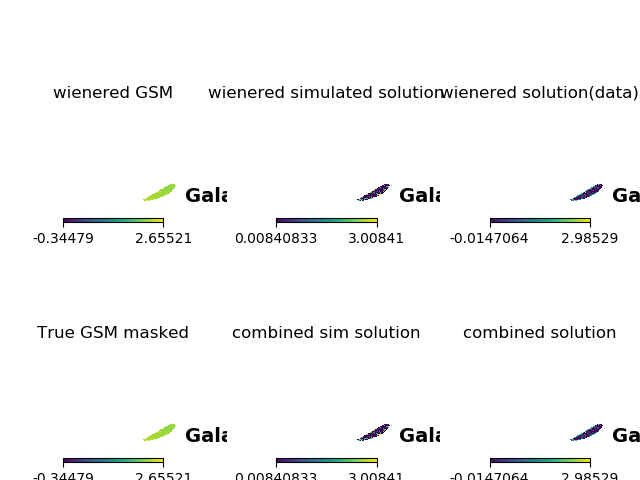 wienered GSM
wienered simulated solution
wienered solution(data)
Gala
Gala
Ga
-0.34479 2.65521
0.00840833 3.00841
-0.0147064 2.98529
True GSM masked
combined sim solution
combined solution
Gala
Gala
Ga
-0.34479 2.65521
0.00840833 3.00841
-0.0147064 2.98529